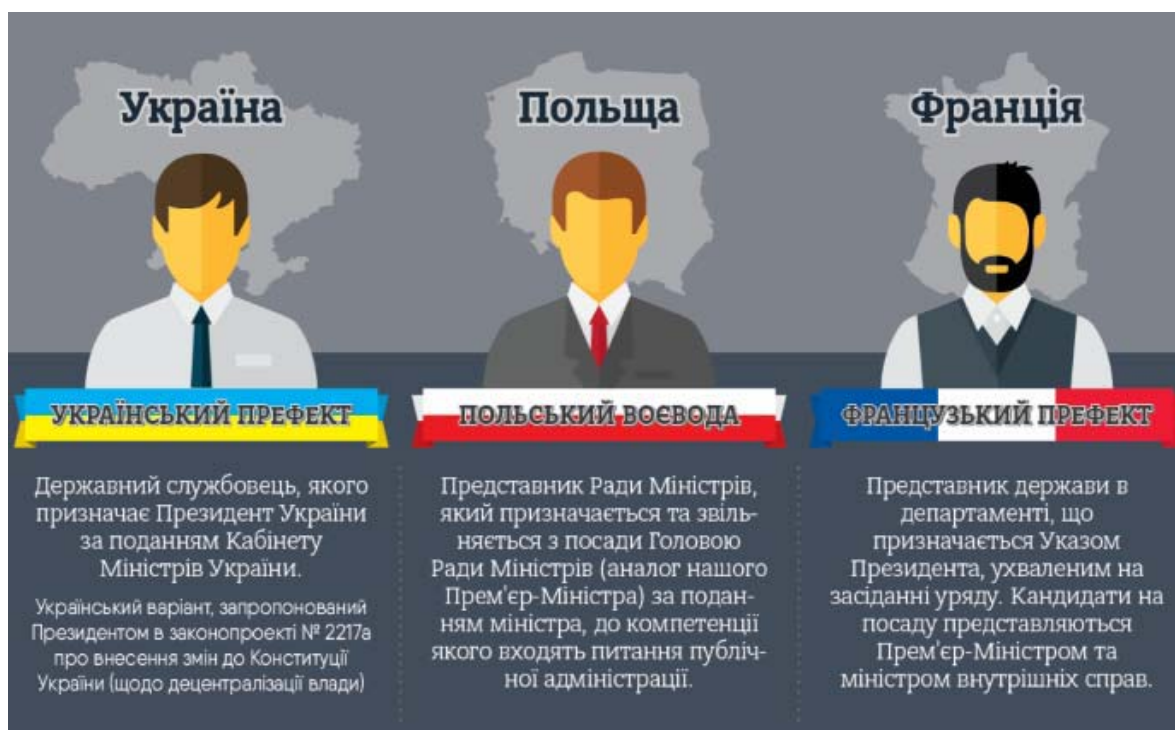 Україна
УКРАЇНСЬКИЙ ПРЕФЕКТ
Державний службовець, якого
призначає Президент України
за поданням Кабінету
Міністрів України.
Український варіант, запропонований
Президентом в законопроекті № 2217а
про внесення змін до Конституції
України (щодо децентралізації влади)
Польща
ПОЛЬСЬКИЙ ВОЄВОДА
Представник Ради Міністрів,
який призначається та звіль-
няється з посади Головою
Ради Міністрів (аналог нашого
Прем'єр-Міністра) за подан-
ням міністра, до компетенції
якого входять питання публіч-
ної адміністрації.
Франція
ФРАНЦУЗЬКИЙ ПРЕФЕКТ
Представник держави в
департаменті, що
призначається Указом
Президента, ухваленим на
засіданні уряду. Кандидати на
посаду представляються
Прем'єр-Міністром та
міністром внутрішніх справ.